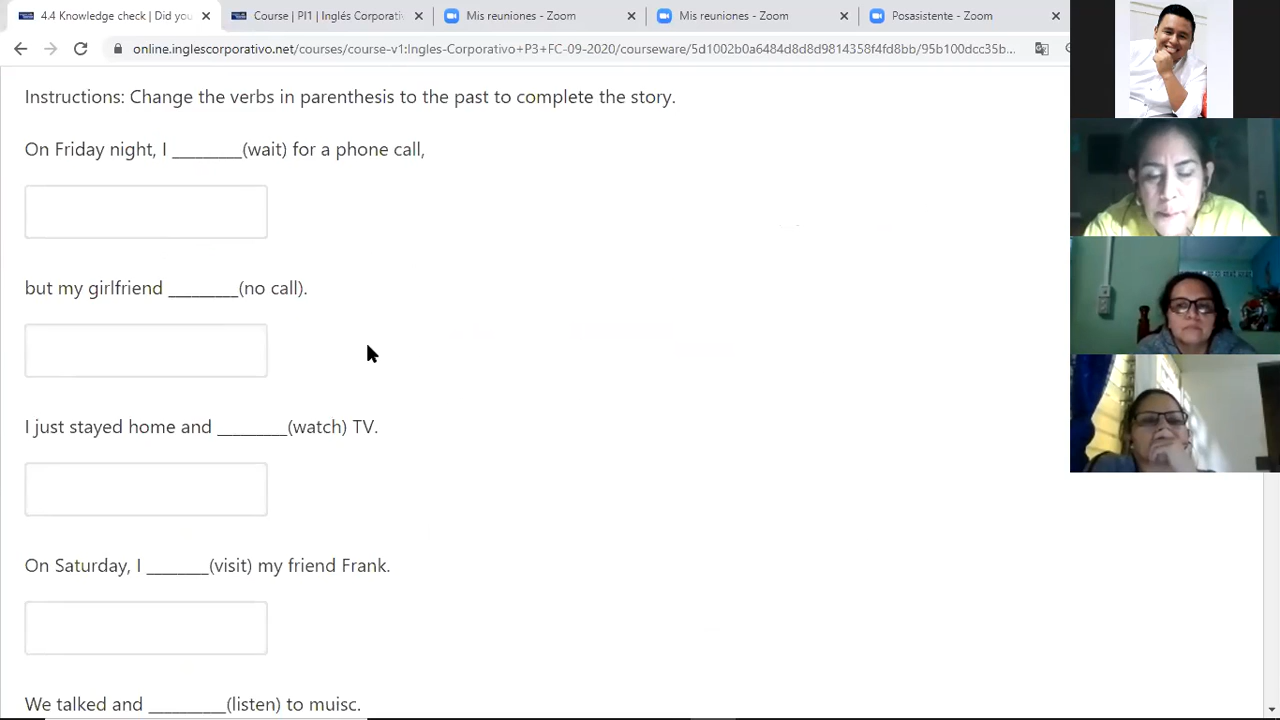 4.4 Knowledge check | Did you
Course | PI1 | Inglés Corporati
Mis reuniones - Zoom
Mis reuniones - Zoom
Posasistente - Zoom
online.inglescorporativo.net/courses/course-v1:Ingles-Corporativo+P3+FC-09-2020/courseware/5d1002b0a6484d8d8d9814358f4fd8ab/95b100dcc35b...
Instructions: Change the verbs in parenthesis to the past to complete the story.
On Friday night, I ________(wait) for a phone call,
but my girlfriend ________(no call).
I just stayed home and ________(watch) TV.
On Saturday, I _______(visit) my friend Frank.
We talked and _________(listen) to muisc.